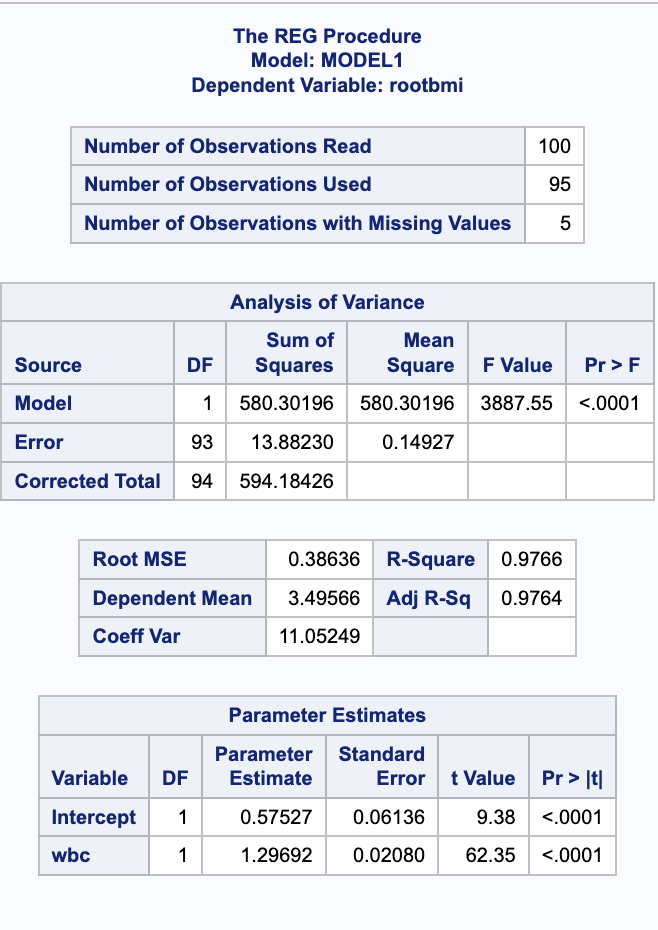 The REG Procedure
Model: MODEL1
Dependent Variable: rootbmi
Number of Observations Read 100
Number of Observations Used 95
Number of Observations with Missing Values 5
Analysis of Variance
Source DF Sum of Squares Mean Square F Value Pr > F
Model 1 580.30196 580.30196 3887.55 <.0001
Error 93 13.88230 0.14927
Corrected Total 94 594.18426
Root MSE 0.38636 R-Square 0.9766
Dependent Mean 3.49566 Adj R-Sq 0.9764
Coeff Var 11.05249
Parameter Estimates
Variable DF Parameter Estimate Standard Error t Value Pr > |t|
Intercept 1 0.57527 0.06136 9.38 <.0001
wbc 1 1.29692 0.02080 62.35 <.0001